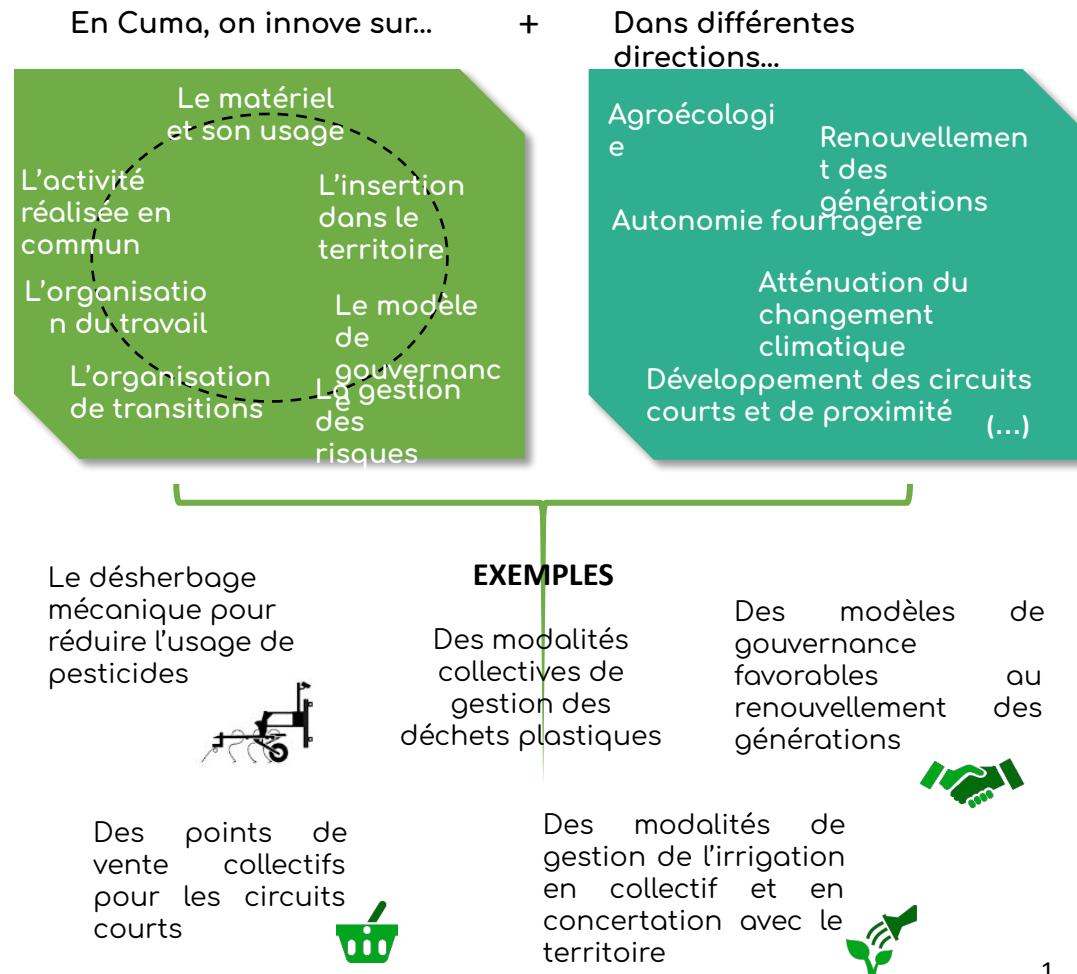 En Cuma, on innove sur...
+
Dans différentes
directions...
Le matériel
et son usage
L'activité
réalisée en
commun
L'insertion
dans le
territoire
L'organisatio
n du travail
Le modèle
de
gouvernanc
e
L'organisation
de transitions
La gestion
des
risques
Agroécologi
e
Renouvellemen
t des
générations
Autonomie fourragère
Atténuation du
changement
climatique
Développement des circuits
courts et de proximité
(...)
EXEMPLES
Le désherbage
mécanique pour
réduire l'usage de
pesticides
Des modalités
collectives de
gestion des
déchets plastiques
Des modèles de
gouvernance
favorables au
renouvellement des
générations
Des points de
vente collectifs
pour les circuits
courts
Des modalités de
gestion de l'irrigation
en collectif et en
concertation avec le
territoire
1